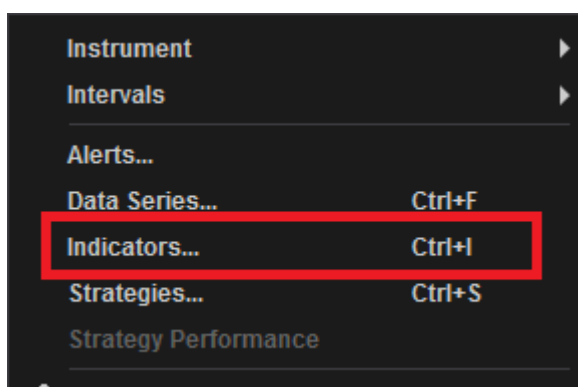 Instrument
Intervals
Alerts...
Data Series... Ctrl+F
Indicators... Ctrl+I
Strategies... Ctrl+S
Strategy Performance